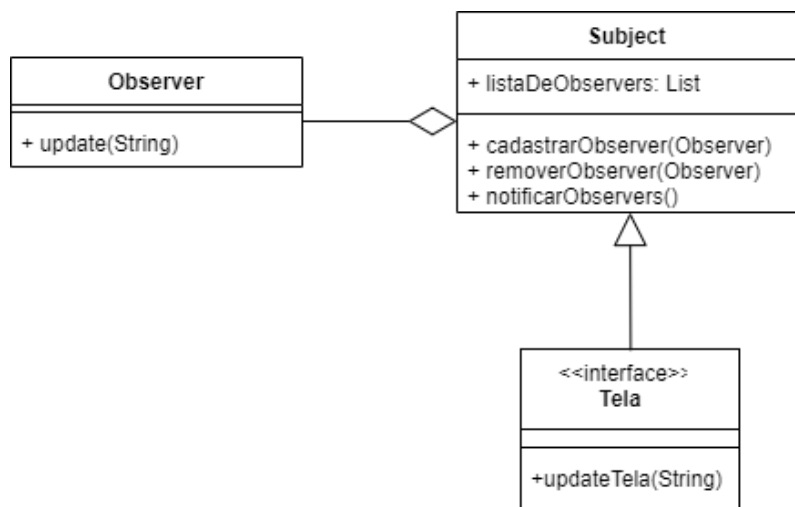 Observer
+ update(String)
Subject
+ listaDeObservers: List
+ cadastrarObserver(Observer)
+ removerObserver(Observer)
+ notificarObservers()
<<interface>>
Tela
+updateTela(String)